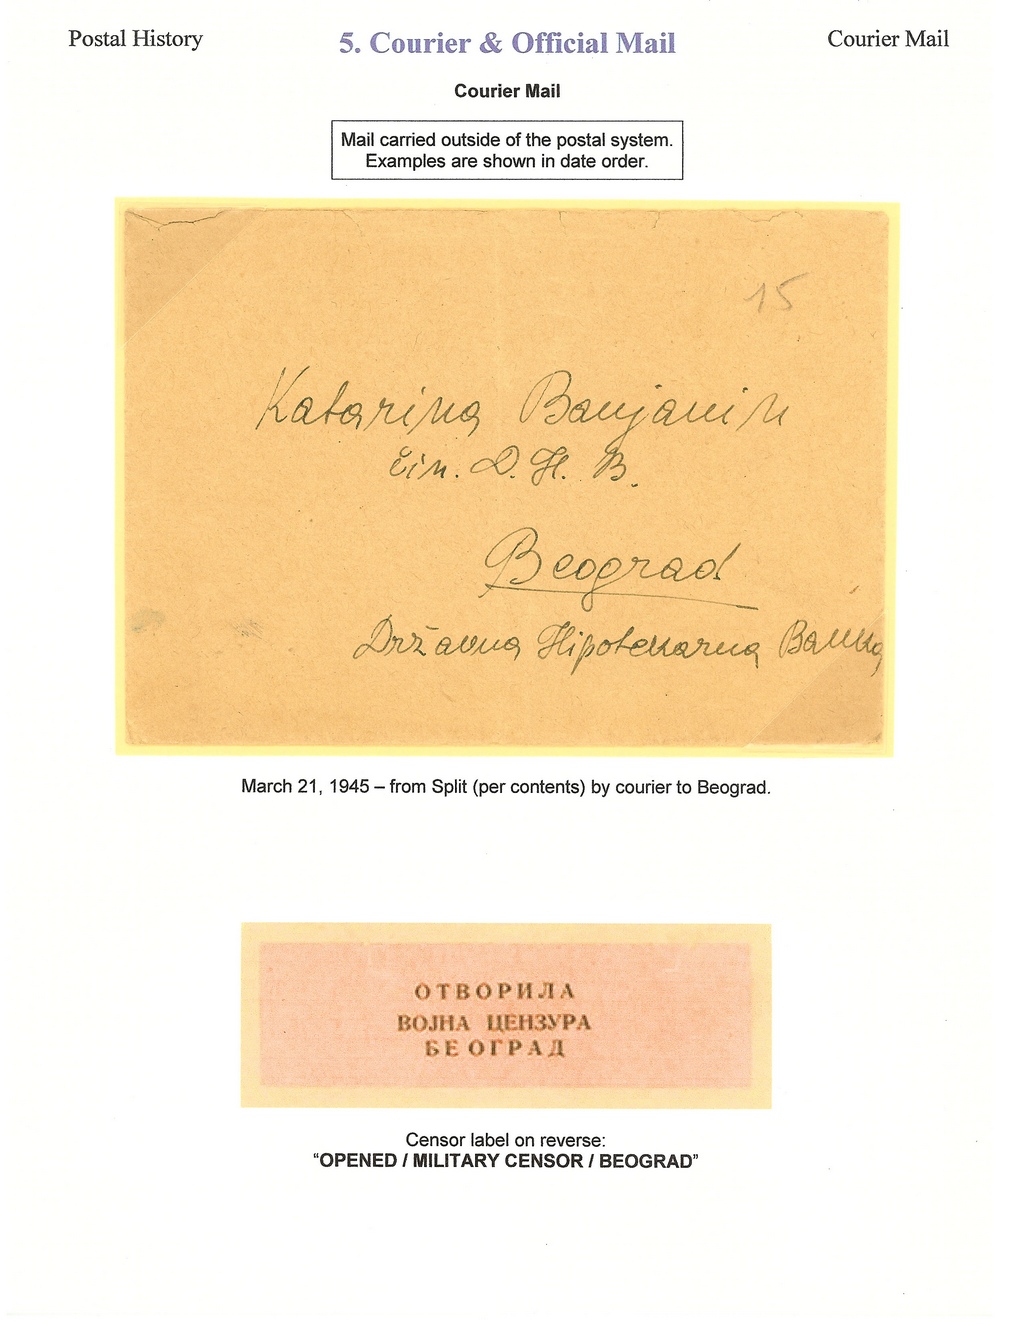 Postal History
5. Courier & Official Mail
Courier Mail
Courier Mail
Mail carried outside of the postal system.
Examples are shown in date order.
15
Katarina Banjanin
čin. D. H. B.
Beograd
Državna Hipotekarna Banka
March 21, 1945 – from Split (per contents) by courier to Beograd.
ОТВОРИЛА
ВОЈНА ЦЕНЗУРА
БЕОГРАД
Censor label on reverse:
“OPENED / MILITARY CENSOR / BEOGRAD”